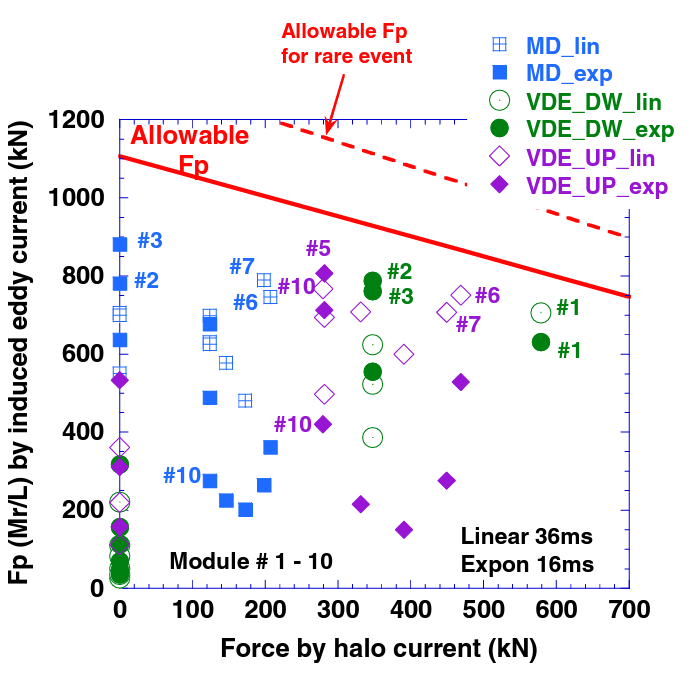 Allowable Fp
for rare event
MD_lin
MD_exp
VDE_DW_lin
VDE_DW_exp
VDE_UP_lin
VDE_UP_exp
Allowable
Fp
1200
1000
800
600
400
200
0
#3
#2
#7
#6
#5
#10
#2
#3
#6
#7
#1
#1
#10
#10
Module # 1 - 10
Linear 36ms
Expon 16ms
0 100 200 300 400 500 600 700
Force by halo current (kN)
Fp (Mr/L) by induced eddy current (kN)